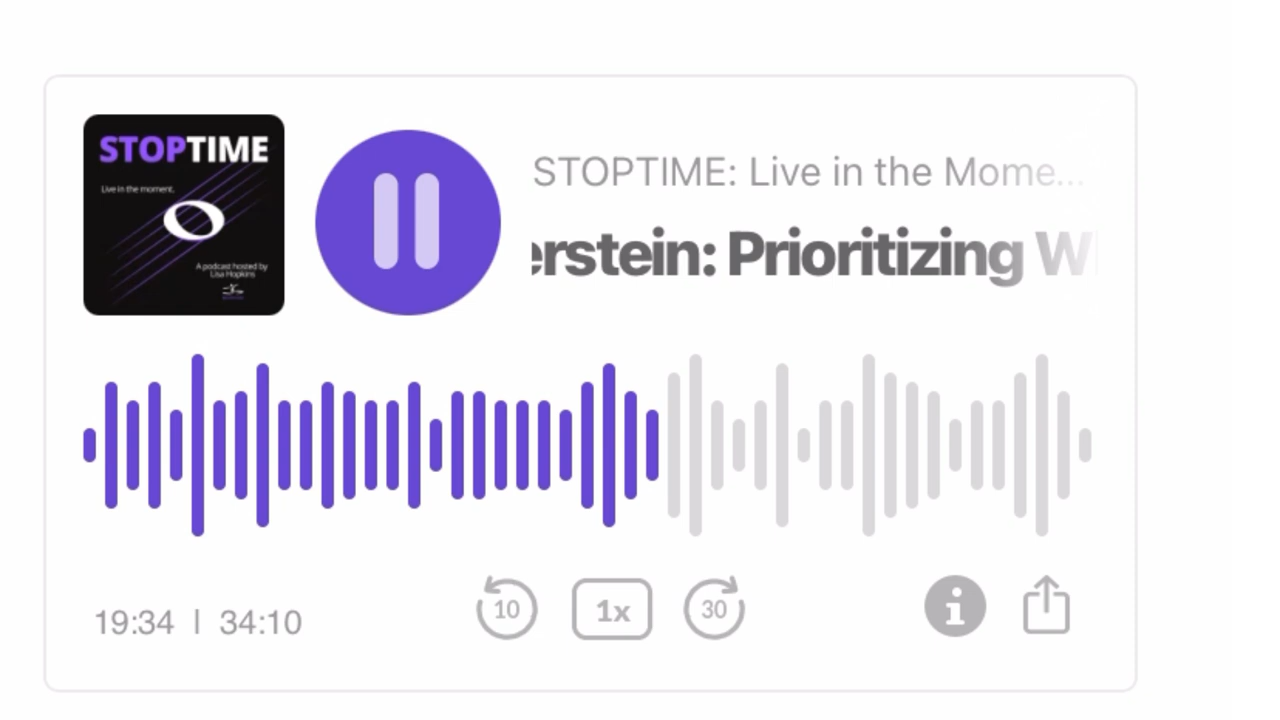 STOPTIME
Live in the moment.
A podcast hosted by
Lisa Hopkins
STOPTIME: Live in the Mome...
erstein: Prioritizing W
19:34 | 34:10
10
1x
30